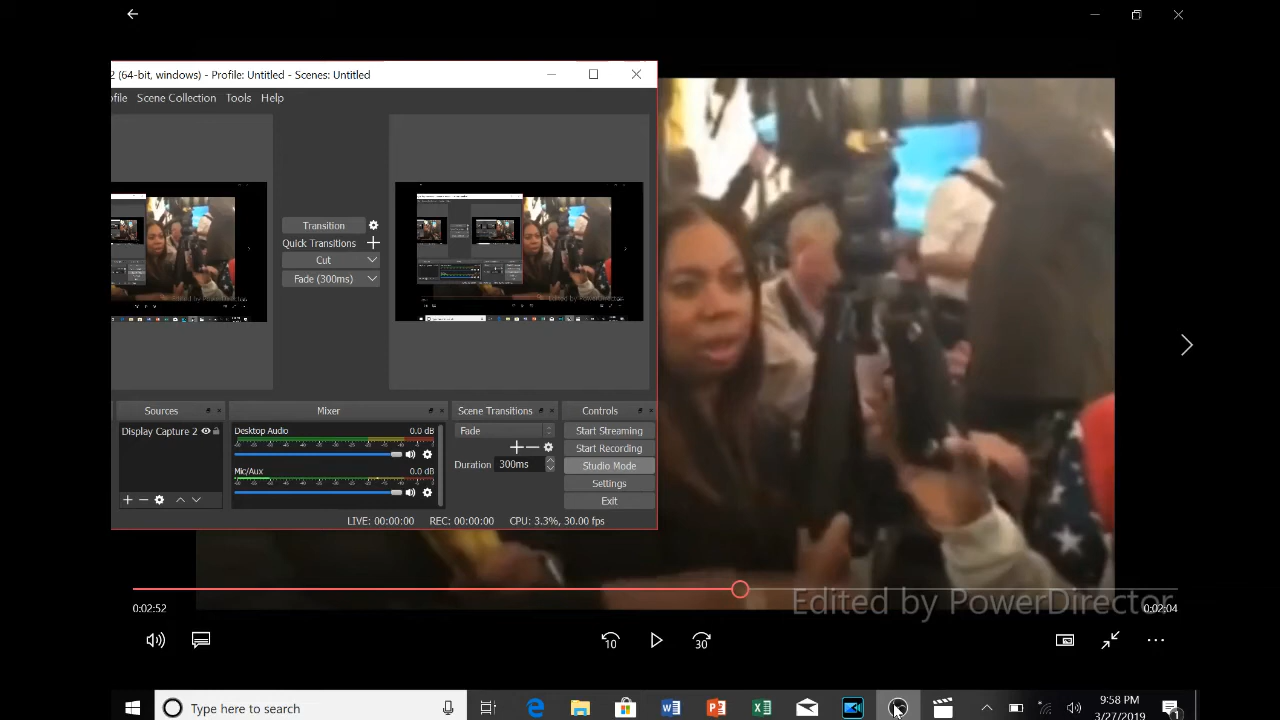 2 (64-bit, windows) - Profile: Untitled - Scenes: Untitled
ofile Scene Collection Tools Help
Transition
Quick Transitions
Cut
Fade (300ms)
Sources
Mixer
Scene Transitions
Controls
Display Capture 2
Desktop Audio
0.0 dB
Mic/Aux
0.0 dB
Fade
Duration 300ms
Start Streaming
Start Recording
Studio Mode
Settings
Exit
LIVE: 00:00:00 REC: 00:00:00 CPU: 3.3%, 30.00 fps
Edited by PowerDirector
0:02:52
0:02:04
10
30
Type here to search
9:58 PM
3/27/2019
1